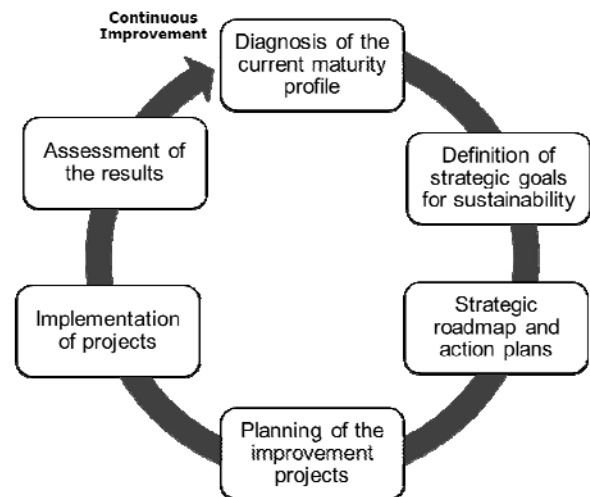 Continuous
Improvement
Diagnosis of the
current maturity
profile
Definition of
strategic goals
for sustainability
Strategic
roadmap and
action plans
Planning of the
improvement
projects
Implementation
of projects
Assessment of
the results